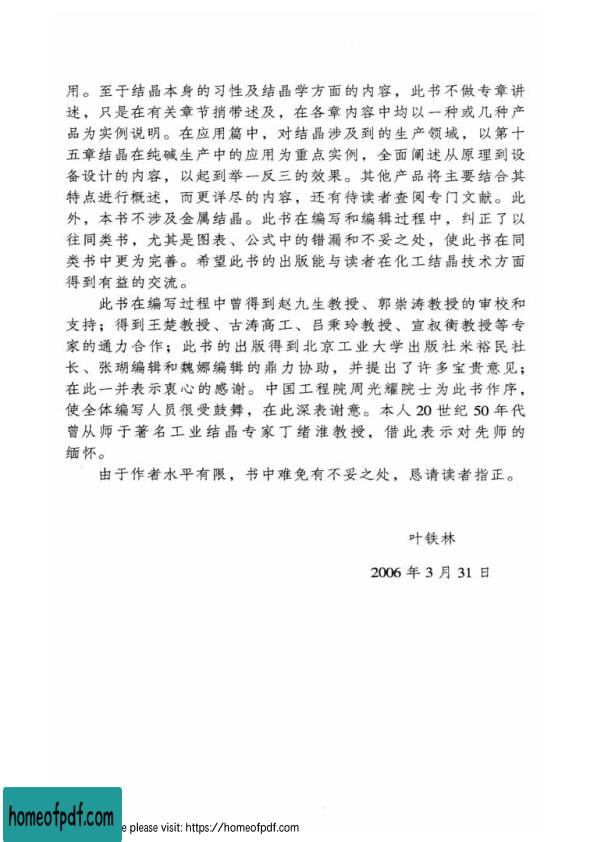 用。至于结晶本身的习性及结晶学方面的内容，此书不做专章讲
述，只是在有关章节捎带述及，在各章内容中均以一种或几种产
品为实例说明。在应用篇中，对结晶涉及到的生产领域，以第十
五章结晶在纯碱生产中的应用为重点实例，全面阐述从原理到设
备设计的内容，以起到举一反三的效果。其他产品将主要结合其
特点进行概述，而更详尽的内容，还有待读者查阅专门文献。此
外，本书不涉及金属结晶。此书在编写和编辑过程中，纠正了以
往同类书，尤其是图表、公式中的错漏和不妥之处，使此书在同
类书中更为完善。希望此书的出版能与读者在化工结晶技术方面
得到有益的交流。
此书在编写过程中曾得到赵九生教授、郭崇涛教授的审校和
支持；得到王楚教授、古涛高工、吕秉玲教授、宣叔衡教授等专
家的通力合作；此书的出版得到北京工业大学出版社米裕民社
长、张瑚编辑和魏娜编辑的鼎力协助，并提出了许多宝贵意见；
在此一并表示衷心的感谢。中国工程院周光耀院士为此书作序，
使全体编写人员很受鼓舞，在此深表谢意。本人 20 世纪 50 年代
曾从师于著名工业结晶专家丁绪淮教授，借此表示对先师的
缅怀。
由于作者水平有限，书中难免有不妥之处，恳请读者指正。
叶铁林
2006 年 3 月 31 日
homeofpdf.com
e please visit: https://homeofpdf.com